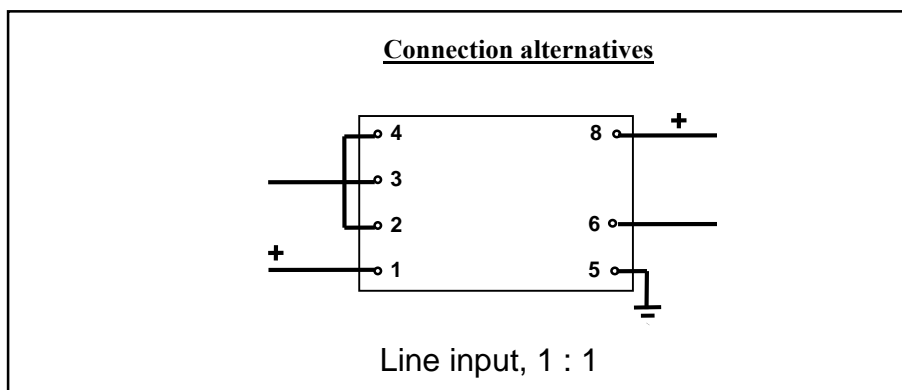 Connection alternatives
4 8 +
3
2 6
+
1 5
Line input, 1 : 1